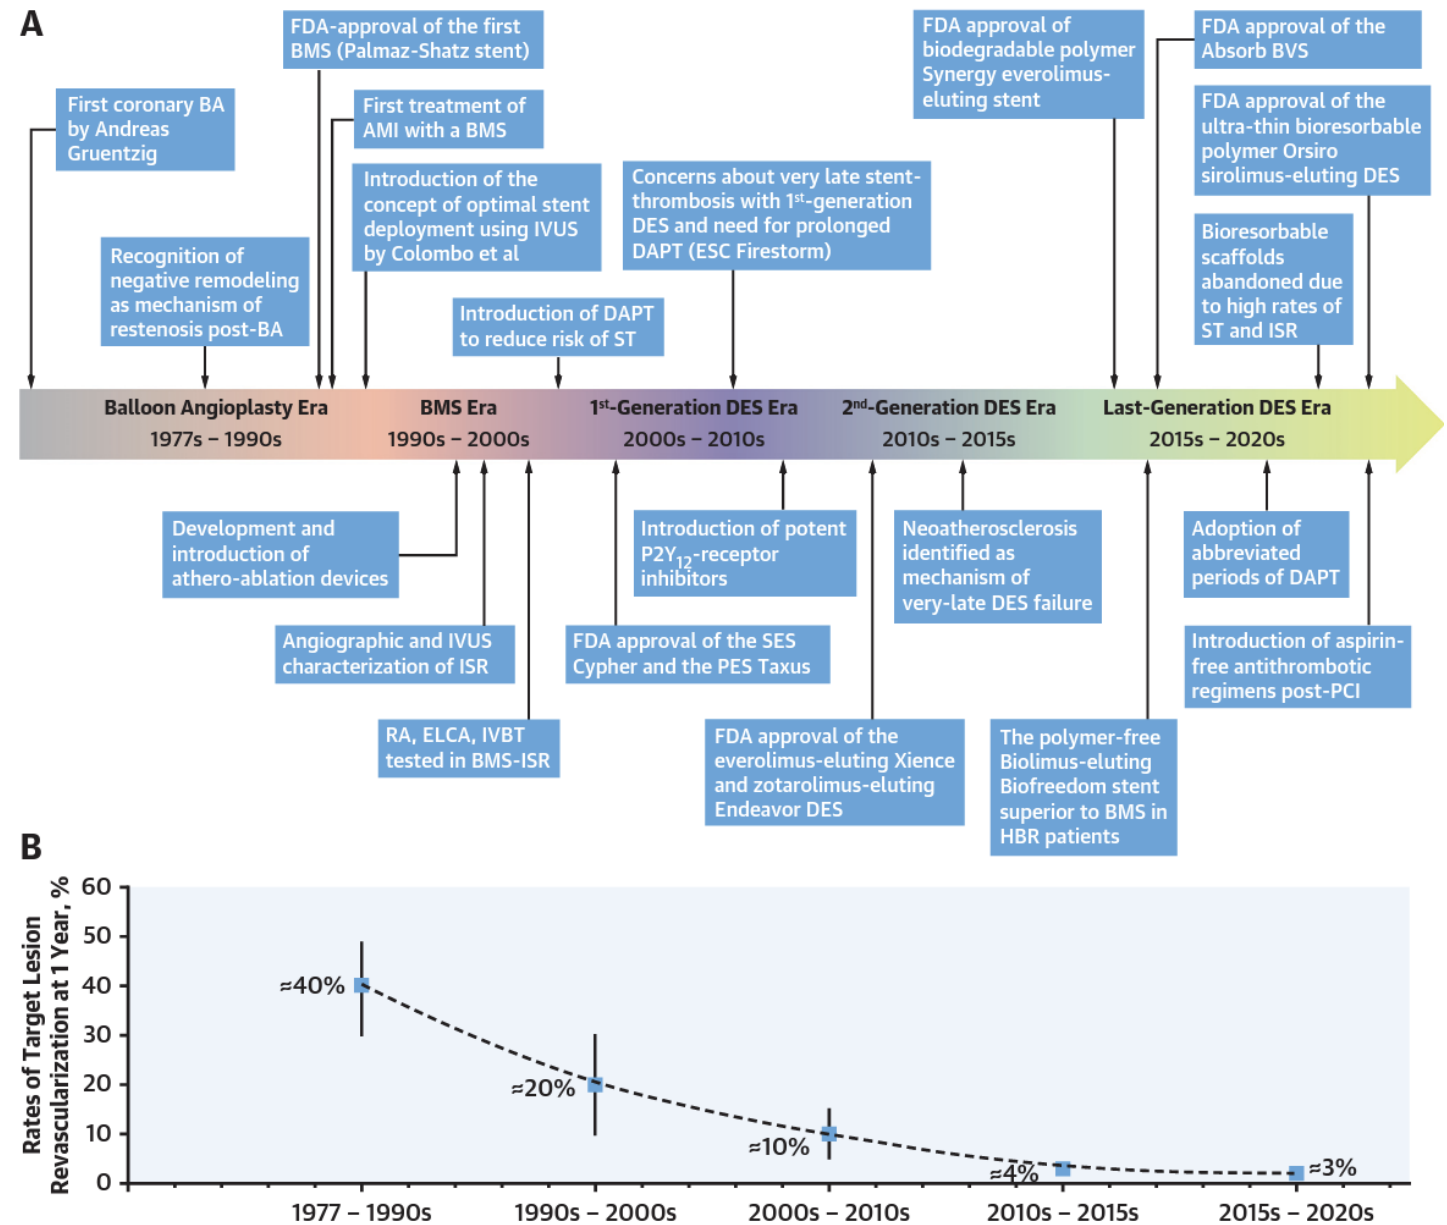 A
FDA-approval of the first
BMS (Palmaz-Shatz stent)
First coronary BA
by Andreas
Gruentzig
First treatment of
AMI with a BMS
Recognition of
negative remodeling
as mechanism of
restenosis post-BA
Introduction of the
concept of optimal stent
deployment using IVUS
by Colombo et al
Introduction of DAPT
to reduce risk of ST
Concerns about very late stent-
thrombosis with 1st-generation
DES and need for prolonged
DAPT (ESC Firestorm)
FDA approval of
biodegradable polymer
Synergy everolimus-
eluting stent
FDA approval of the
Absorb BVS
FDA approval of the
ultra-thin bioresorbable
polymer Orsiro
sirolimus-eluting DES
Bioresorbable
scaffolds
abandoned due
to high rates of
ST and ISR
Balloon Angioplasty Era
1977s – 1990s
BMS Era
1990s – 2000s
1st-Generation DES Era
2000s – 2010s
2nd-Generation DES Era
2010s – 2015s
Last-Generation DES Era
2015s – 2020s
Development and
introduction of
athero-ablation devices
Angiographic and IVUS
characterization of ISR
RA, ELCA, IVBT
tested in BMS-ISR
FDA approval of the SES
Cypher and the PES Taxus
Introduction of potent
P2Y12-receptor
inhibitors
FDA approval of the
everolimus-eluting Xience
and zotarolimus-eluting
Endeavor DES
Neoatherosclerosis
identified as
mechanism of
very-late DES failure
The polymer-free
Biolimus-eluting
Biofreedom stent
superior to BMS in
HBR patients
Adoption of
abbreviated
periods of DAPT
Introduction of aspirin-
free antithrombotic
regimens post-PCI
B
Rates of Target Lesion
Revascularization at 1 Year, %
60
50
40
30
20
10
0
≈40%
≈20%
≈10%
≈4%
≈3%
1977 – 1990s
1990s – 2000s
2000s – 2010s
2010s – 2015s
2015s – 2020s